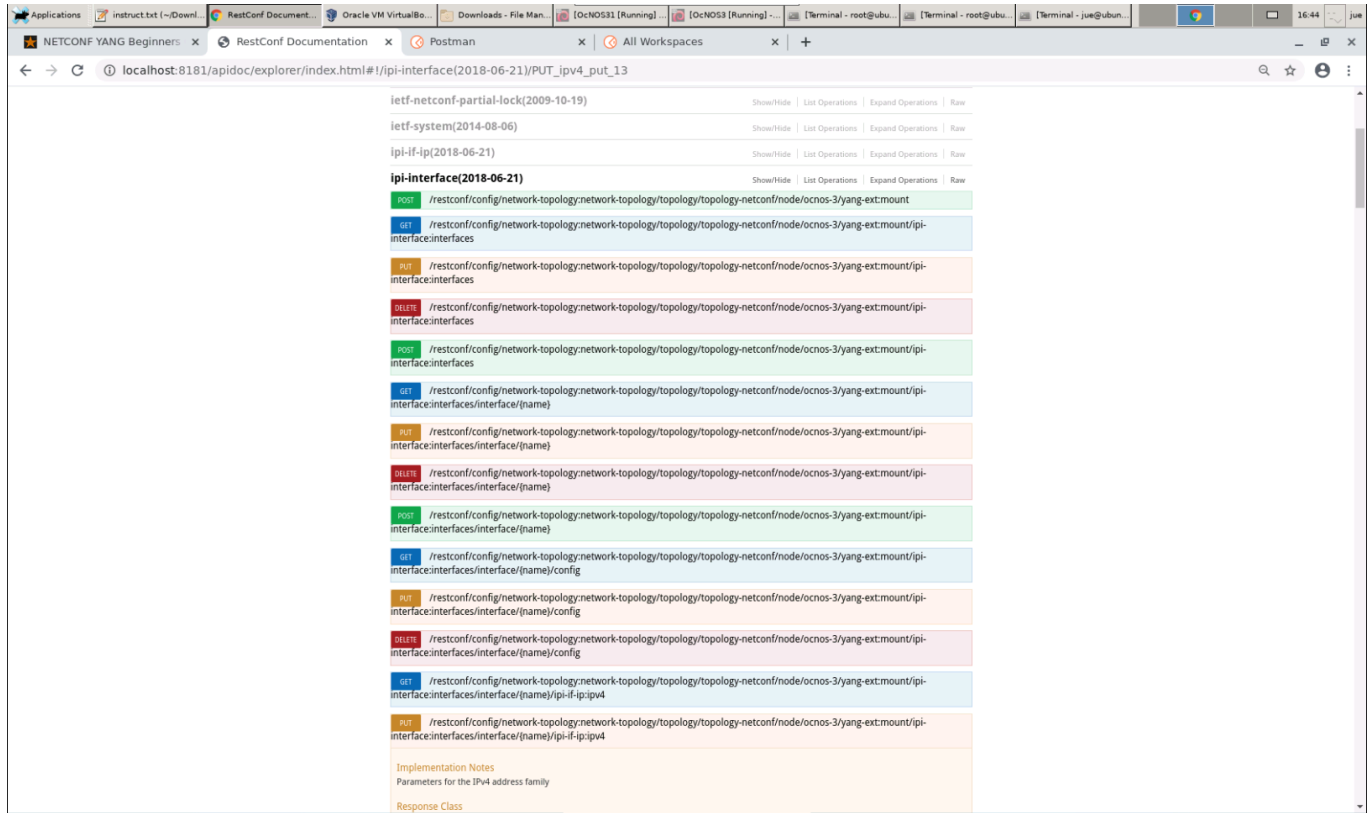 Applications instruct.txt (~/Downl... RestConf Document... Oracle VM VirtualBo... Downloads - File Man... [OcNOS31 [Running] ... [OcNOS3 [Running] -... [Terminal - root@ubu... [Terminal - root@ubu... [Terminal - jue@ubun... 16:44 jue
NETCONF YANG Beginners x RestConf Documentation x Postman x All Workspaces x +
localhost:8181/apidoc/explorer/index.html#!/ipi-interface(2018-06-21)/PUT_ipv4_put_13
ietf-netconf-partial-lock(2009-10-19) Show/Hide List Operations Expand Operations Raw
ietf-system(2014-08-06) Show/Hide List Operations Expand Operations Raw
ipi-if-ip(2018-06-21) Show/Hide List Operations Expand Operations Raw
ipi-interface(2018-06-21) Show/Hide List Operations Expand Operations Raw
POST /restconf/config/network-topology:network-topology/topology/topology-netconf/node/ocnos-3/yang-ext:mount
GET /restconf/config/network-topology:network-topology/topology/topology-netconf/node/ocnos-3/yang-ext:mount/ipi-
interface:interfaces
PUT /restconf/config/network-topology:network-topology/topology/topology-netconf/node/ocnos-3/yang-ext:mount/ipi-
interface:interfaces
DELETE /restconf/config/network-topology:network-topology/topology/topology-netconf/node/ocnos-3/yang-ext:mount/ipi-
interface:interfaces
POST /restconf/config/network-topology:network-topology/topology/topology-netconf/node/ocnos-3/yang-ext:mount/ipi-
interface:interfaces
GET /restconf/config/network-topology:network-topology/topology/topology-netconf/node/ocnos-3/yang-ext:mount/ipi-
interface:interfaces/interface/{name}
PUT /restconf/config/network-topology:network-topology/topology/topology-netconf/node/ocnos-3/yang-ext:mount/ipi-
interface:interfaces/interface/{name}
DELETE /restconf/config/network-topology:network-topology/topology/topology-netconf/node/ocnos-3/yang-ext:mount/ipi-
interface:interfaces/interface/{name}
POST /restconf/config/network-topology:network-topology/topology/topology-netconf/node/ocnos-3/yang-ext:mount/ipi-
interface:interfaces/interface/{name}
GET /restconf/config/network-topology:network-topology/topology/topology-netconf/node/ocnos-3/yang-ext:mount/ipi-
interface:interfaces/interface/{name}/config
PUT /restconf/config/network-topology:network-topology/topology/topology-netconf/node/ocnos-3/yang-ext:mount/ipi-
interface:interfaces/interface/{name}/config
DELETE /restconf/config/network-topology:network-topology/topology/topology-netconf/node/ocnos-3/yang-ext:mount/ipi-
interface:interfaces/interface/{name}/config
GET /restconf/config/network-topology:network-topology/topology/topology-netconf/node/ocnos-3/yang-ext:mount/ipi-
interface:interfaces/interface/{name}/ipi-if-ip:ipv4
PUT /restconf/config/network-topology:network-topology/topology/topology-netconf/node/ocnos-3/yang-ext:mount/ipi-
interface:interfaces/interface/{name}/ipi-if-ip:ipv4
Implementation Notes
Parameters for the IPv4 address family
Response Class